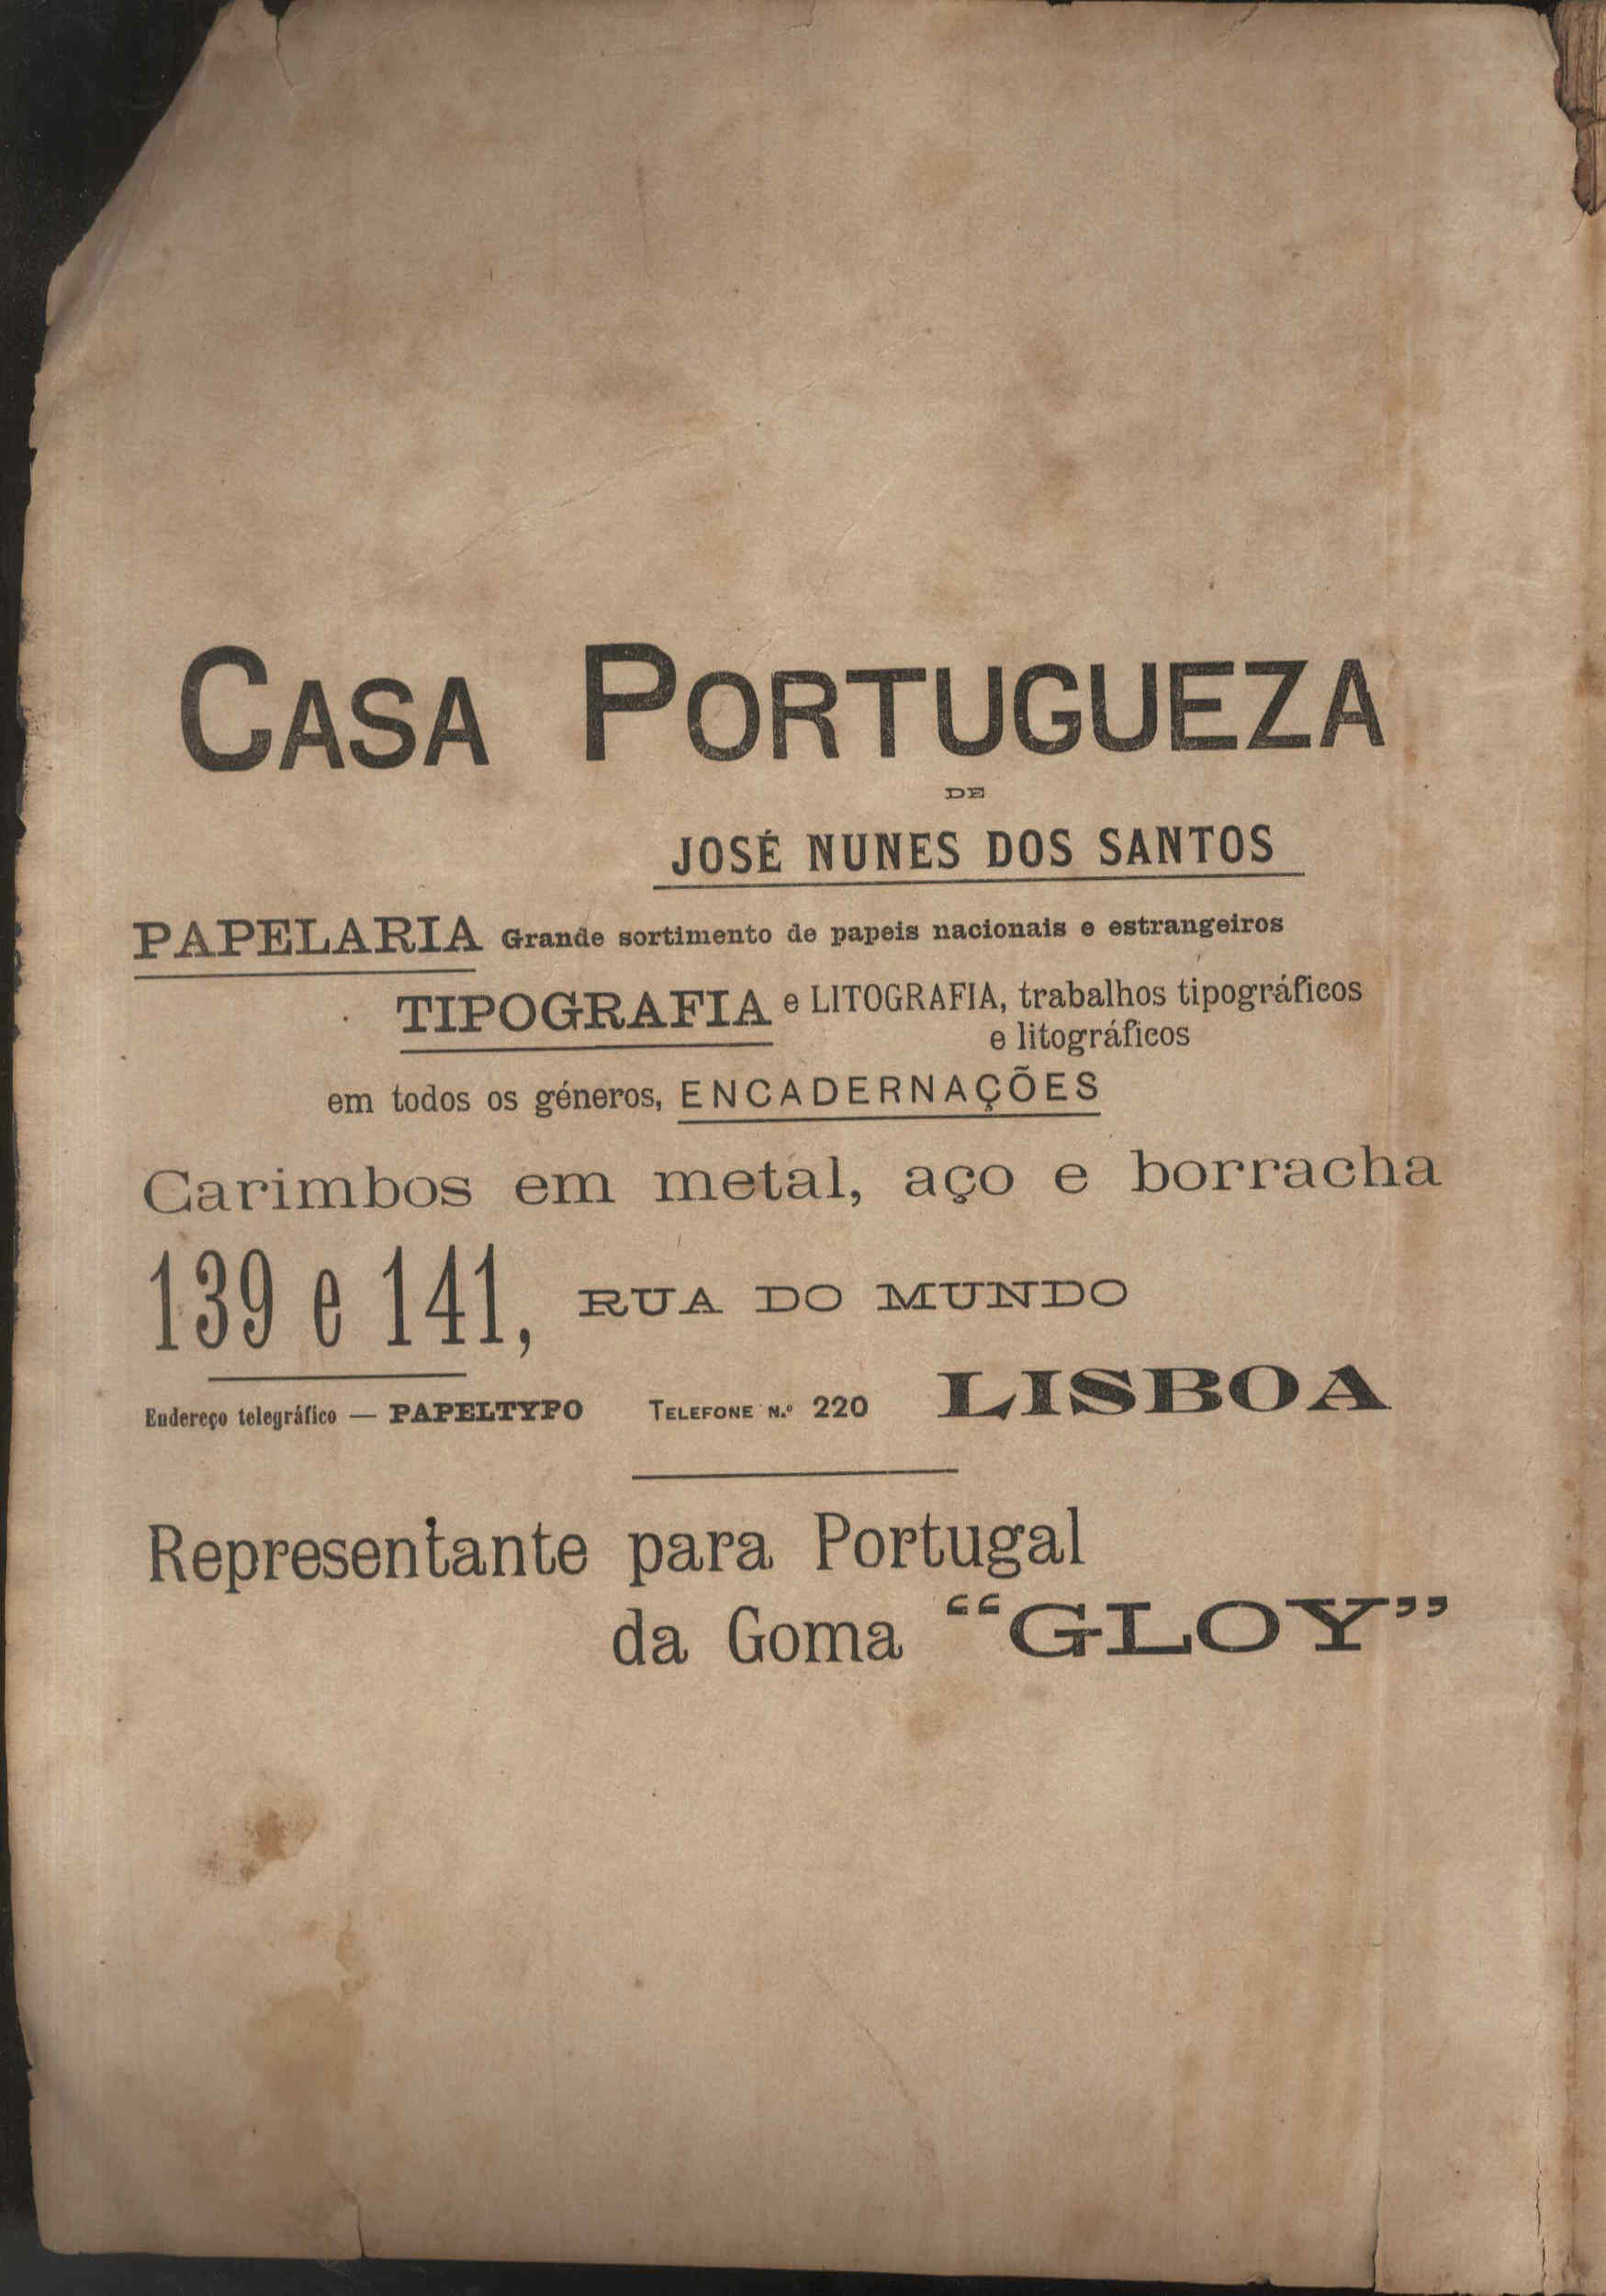 CASA PORTUGUEZA
DE
JOSÉ NUNES DOS SANTOS
PAPELARIA Grande sortimento de papeis nacionais e estrangeiros
TIPOGRAFIA e LITOGRAFIA, trabalhos tipográficos
e litográficos
em todos os géneros, ENCADERNAÇÕES
Carimbos em metal, aço e borracha
139 e 141, RUA DO MUNDO
Endereço telegráfico — PAPELTYPO TELEFONE N.º 220 LISBOA
Representante para Portugal
da Goma “GLOY”